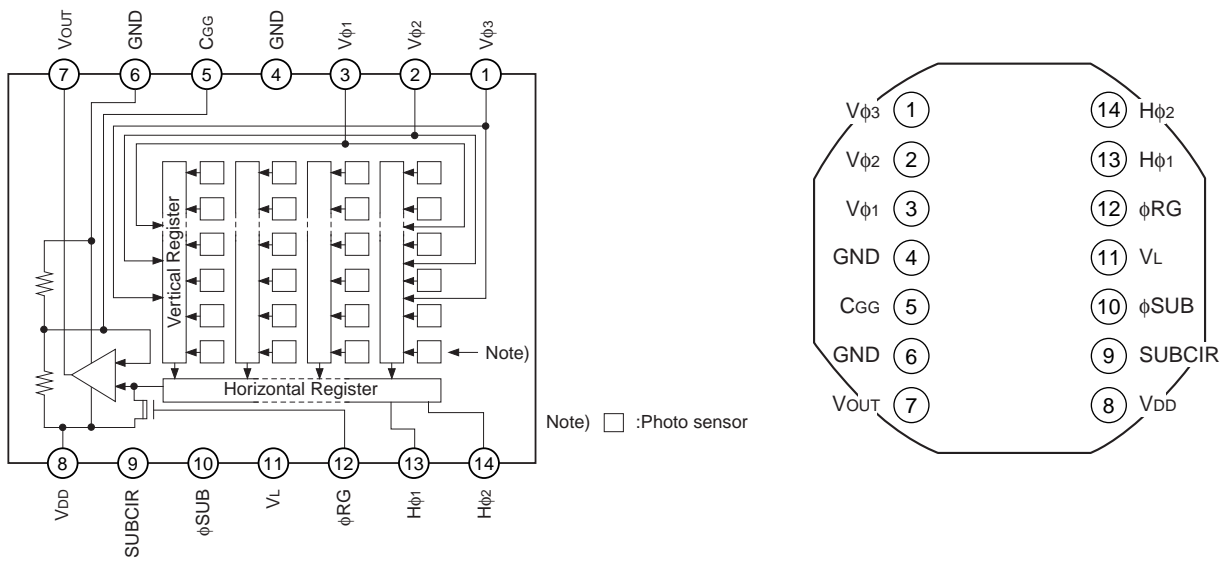 VOUT GND CGG GND Vϕ1 Vϕ2 Vϕ3
7 6 5 4 3 2 1
Vertical Register
Note)
Horizontal Register
Note) :Photo sensor
8 9 10 11 12 13 14
VDD SUBCIR ϕSUB VL ϕRG Hϕ1 Hϕ2
Vϕ3 1 14 Hϕ2
Vϕ2 2 13 Hϕ1
Vϕ1 3 12 ϕRG
GND 4 11 VL
CGG 5 10 ϕSUB
GND 6 9 SUBCIR
VOUT 7 8 VDD